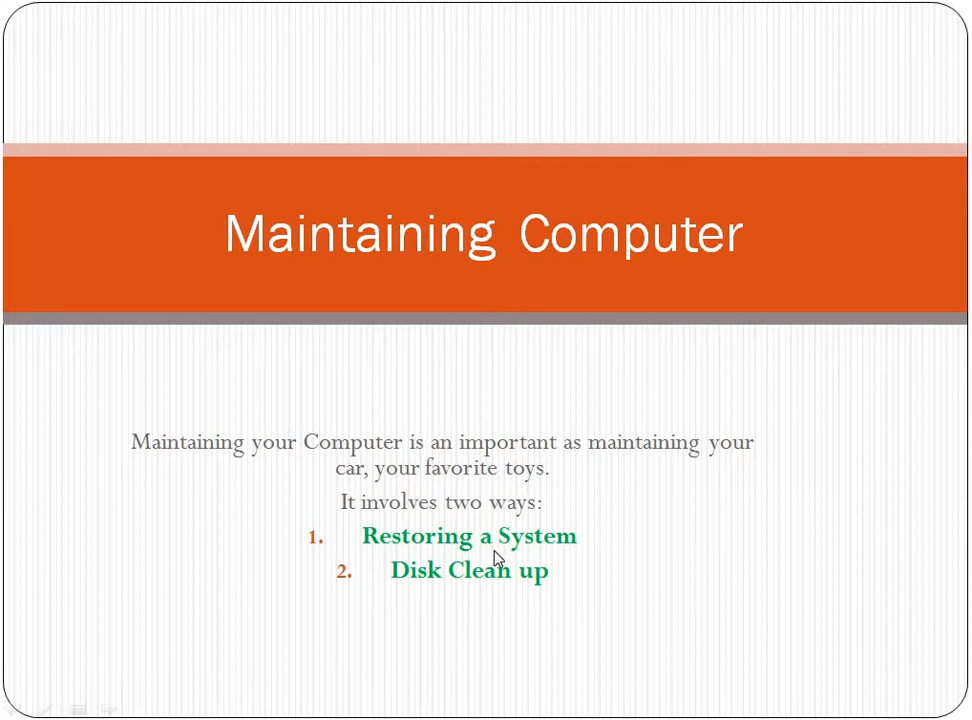 Maintaining Computer
Maintaining your Computer is an important as maintaining your
car, your favorite toys.
It involves two ways:
1. Restoring a System
2. Disk Clean up